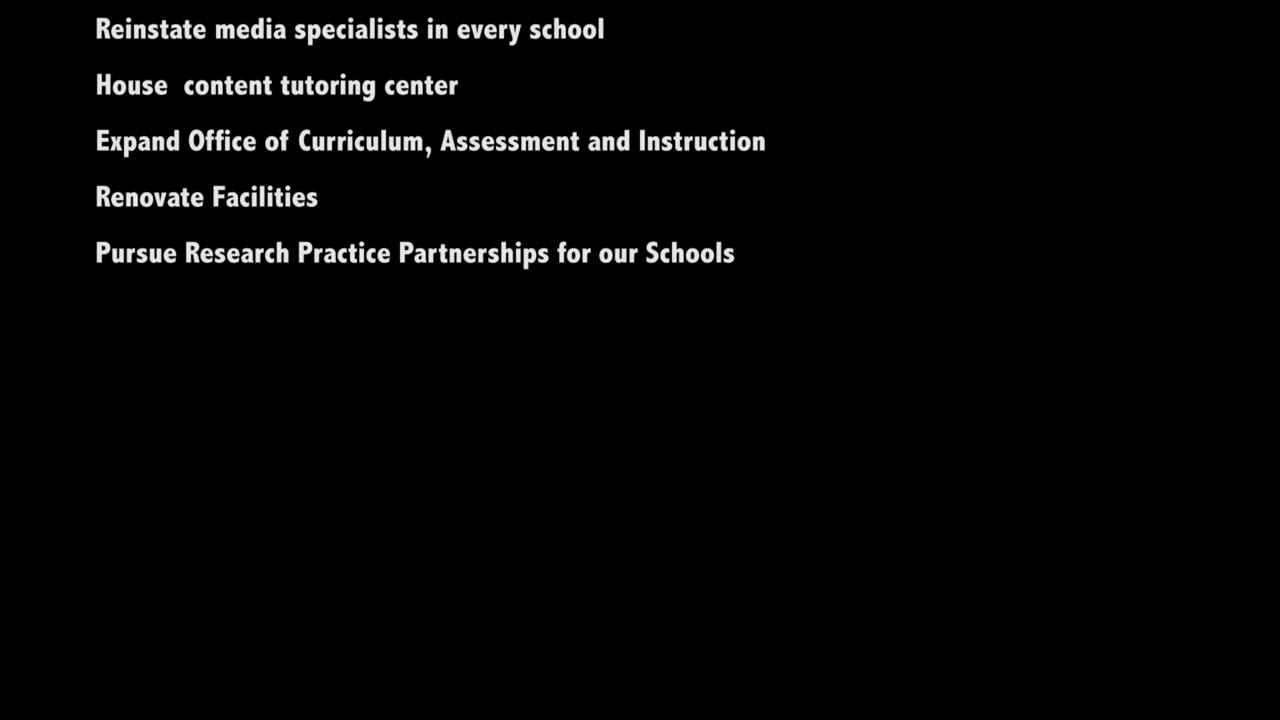 Reinstate media specialists in every school
House  content tutoring center
Expand Office of Curriculum, Assessment and Instruction
Renovate Facilities
Pursue Research Practice Partnerships for our Schools